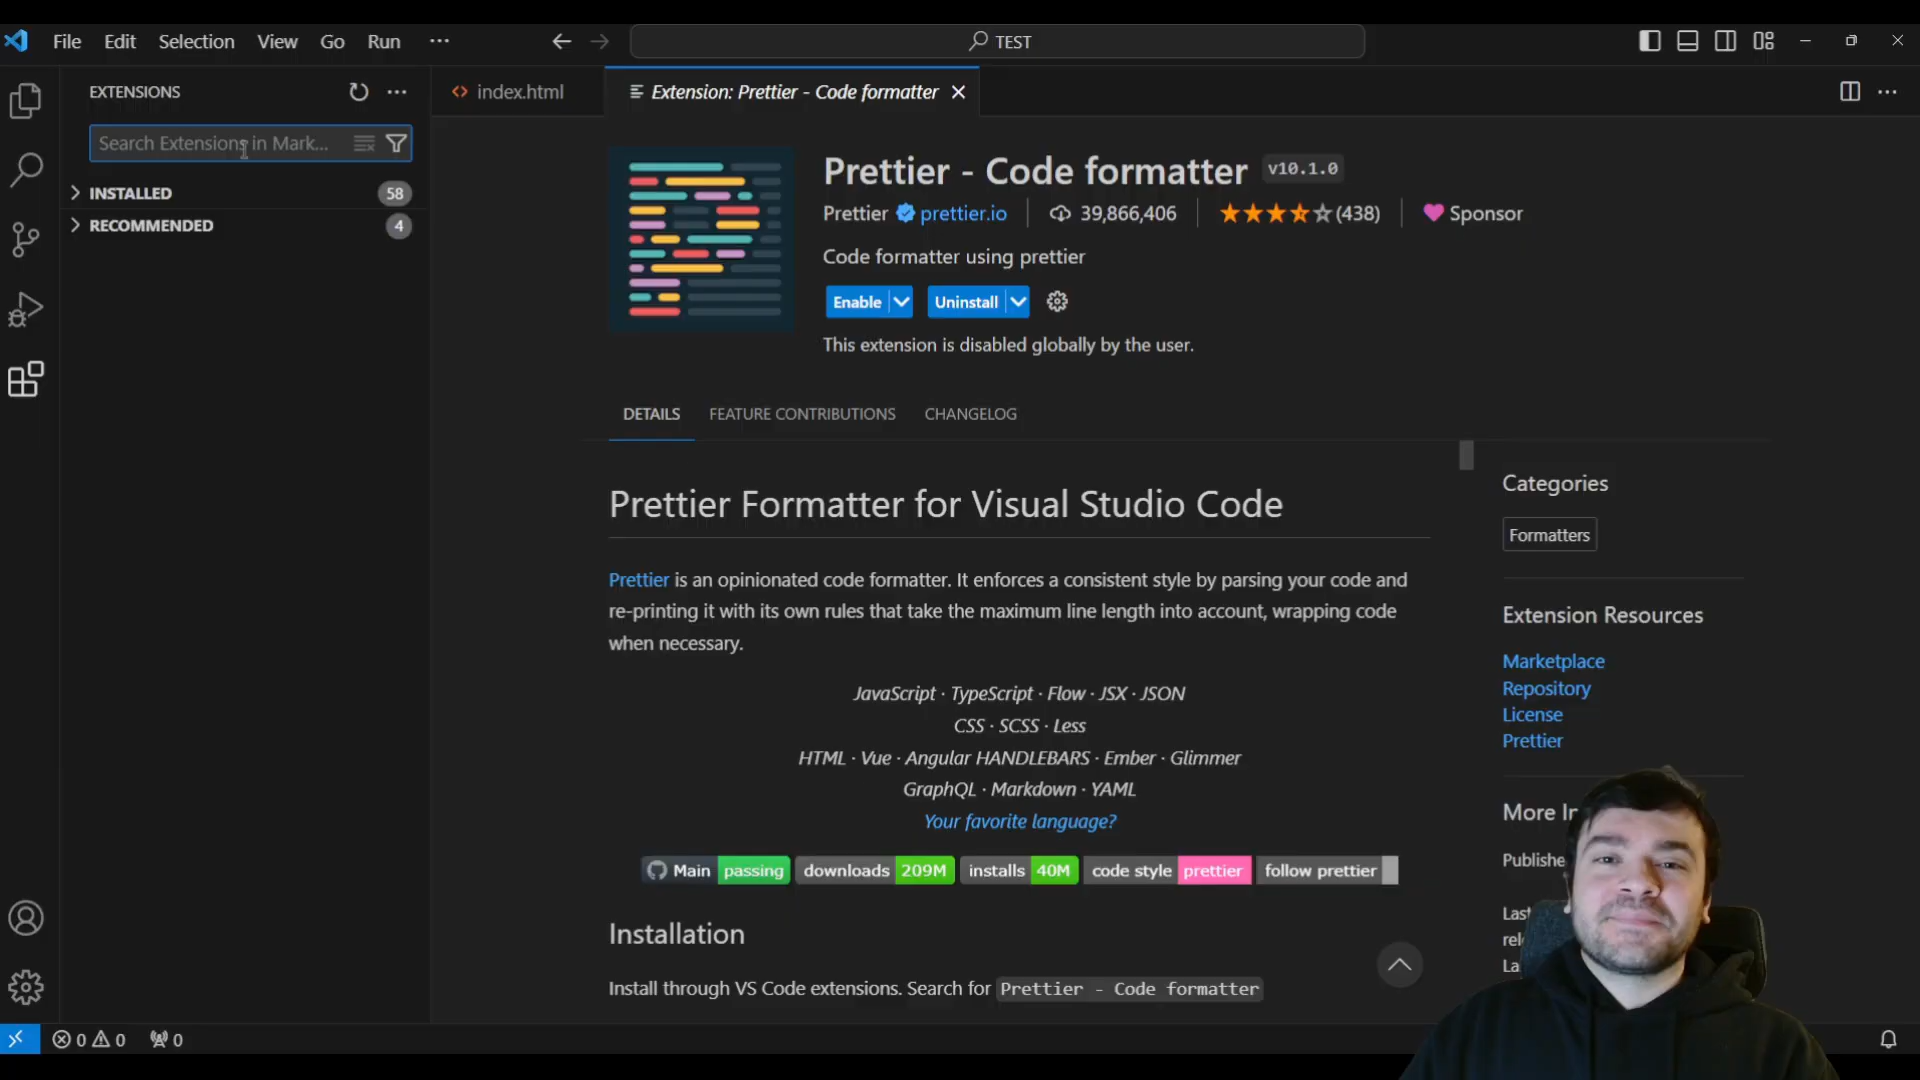 File Edit Selection View Go Run ···
TEST
EXTENSIONS
Search Extensions in Mark...
INSTALLED 58
RECOMMENDED 4
index.html
Extension: Prettier - Code formatter
Prettier - Code formatter v10.1.0
Prettier prettier.io 39,866,406 (438) Sponsor
Code formatter using prettier
Enable Uninstall
This extension is disabled globally by the user.
DETAILS FEATURE CONTRIBUTIONS CHANGELOG
Prettier Formatter for Visual Studio Code
Prettier is an opinionated code formatter. It enforces a consistent style by parsing your code and
re-printing it with its own rules that take the maximum line length into account, wrapping code
when necessary.
JavaScript · TypeScript · Flow · JSX · JSON
CSS · SCSS · Less
HTML · Vue · Angular HANDLEBARS · Ember · Glimmer
GraphQL · Markdown · YAML
Your favorite language?
Main passing downloads 209M installs 40M code style prettier follow prettier
Installation
Install through VS Code extensions. Search for Prettier - Code formatter
Categories
Formatters
Extension Resources
Marketplace
Repository
License
Prettier
More In
Publishe
Last
rel
La
0 0 0